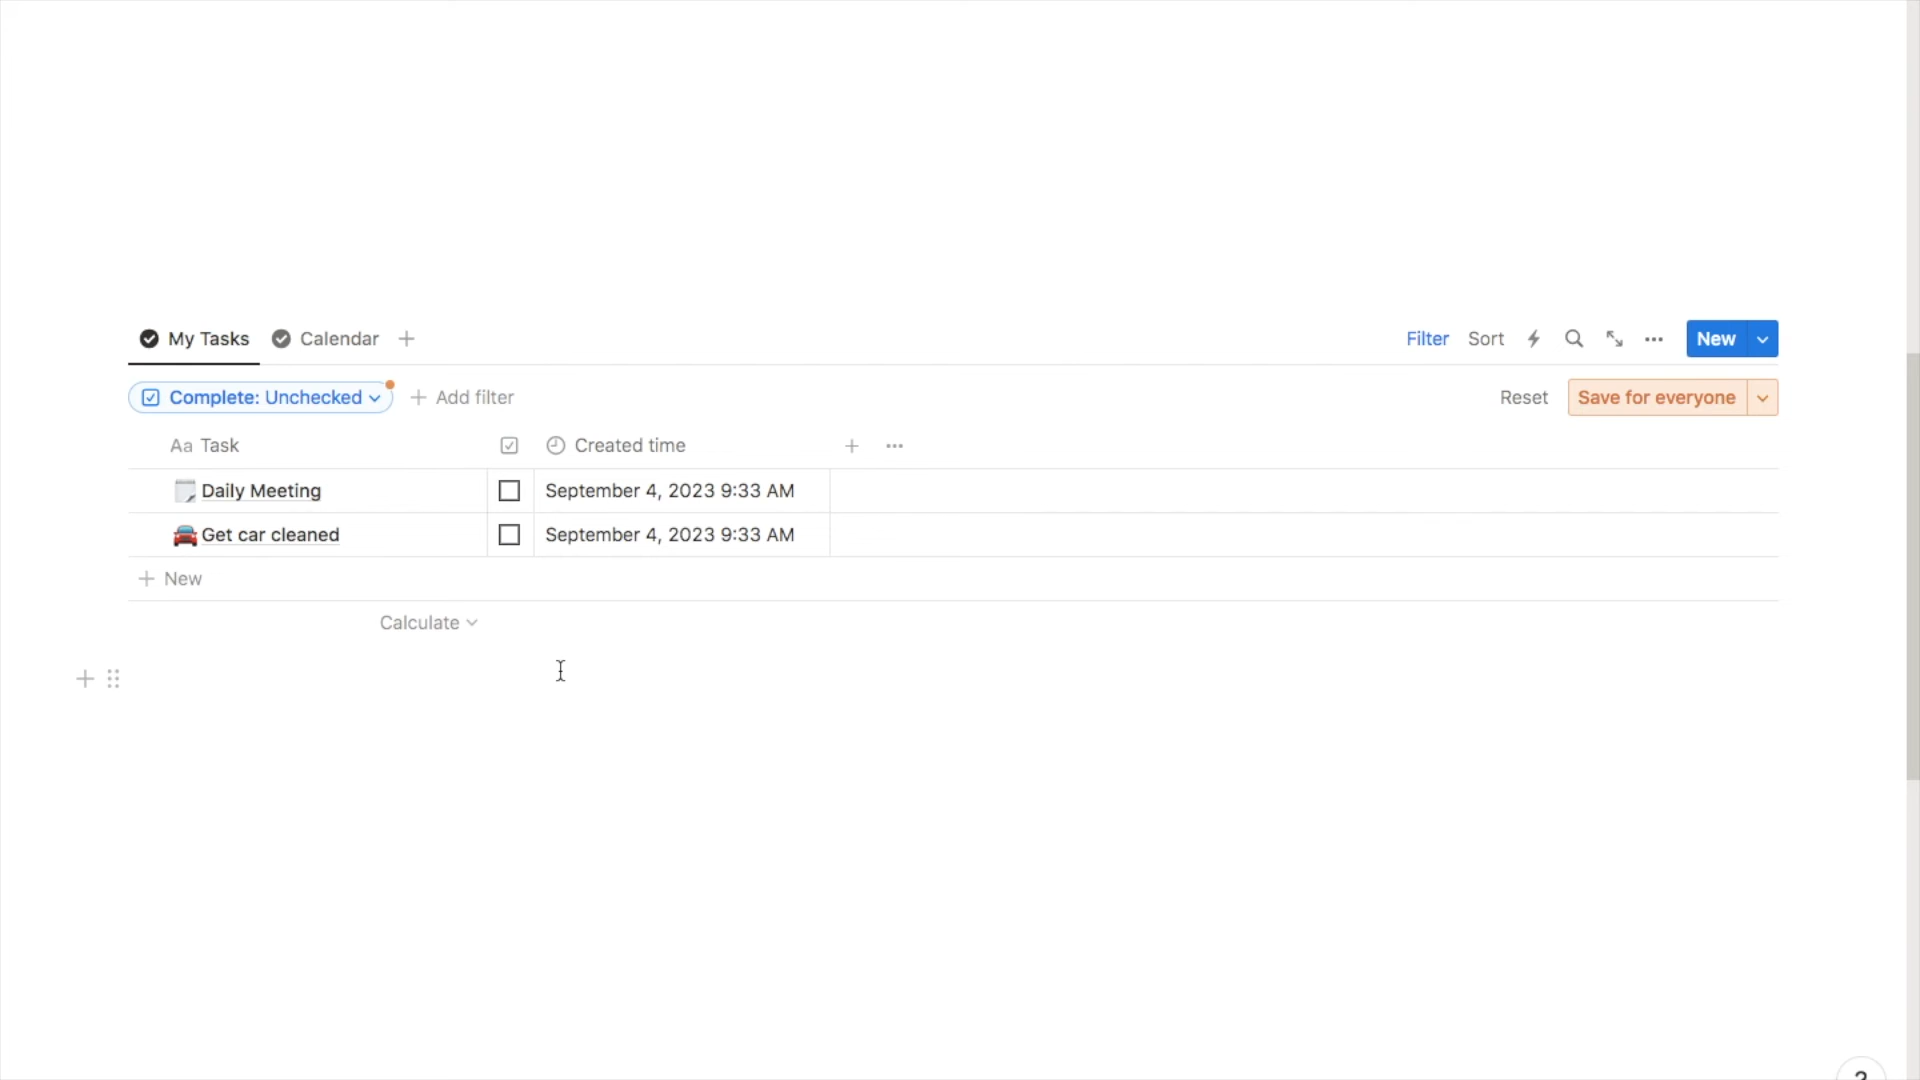 My Tasks Calendar Filter Sort New
Complete: Unchecked Add filter Reset Save for everyone
Aa Task Created time
Daily Meeting September 4, 2023 9:33 AM
Get car cleaned September 4, 2023 9:33 AM
New
Calculate
?